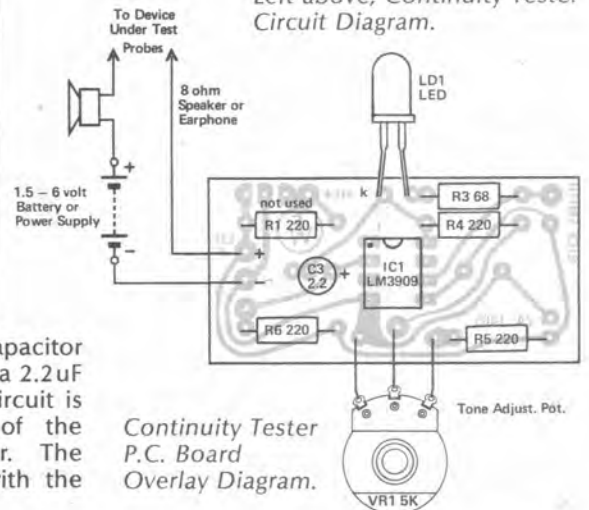 Left above, Continuity Tester
Circuit Diagram.
To Device
Under Test
Probes
8 ohm
Speaker or
Earphone
LD1
LED
+
1.5 – 6 volt
Battery or
Power Supply
–
k
not used
R1 220
R3 68
R4 220
+
–
C3
2.2
+
IC1
LM3909
R6 220
R5 220
Tone Adjust. Pot.
VR1 5K
apacitor
a 2.2uF
ircuit is
of the
r. The
ith the
Continuity Tester
P.C. Board
Overlay Diagram.